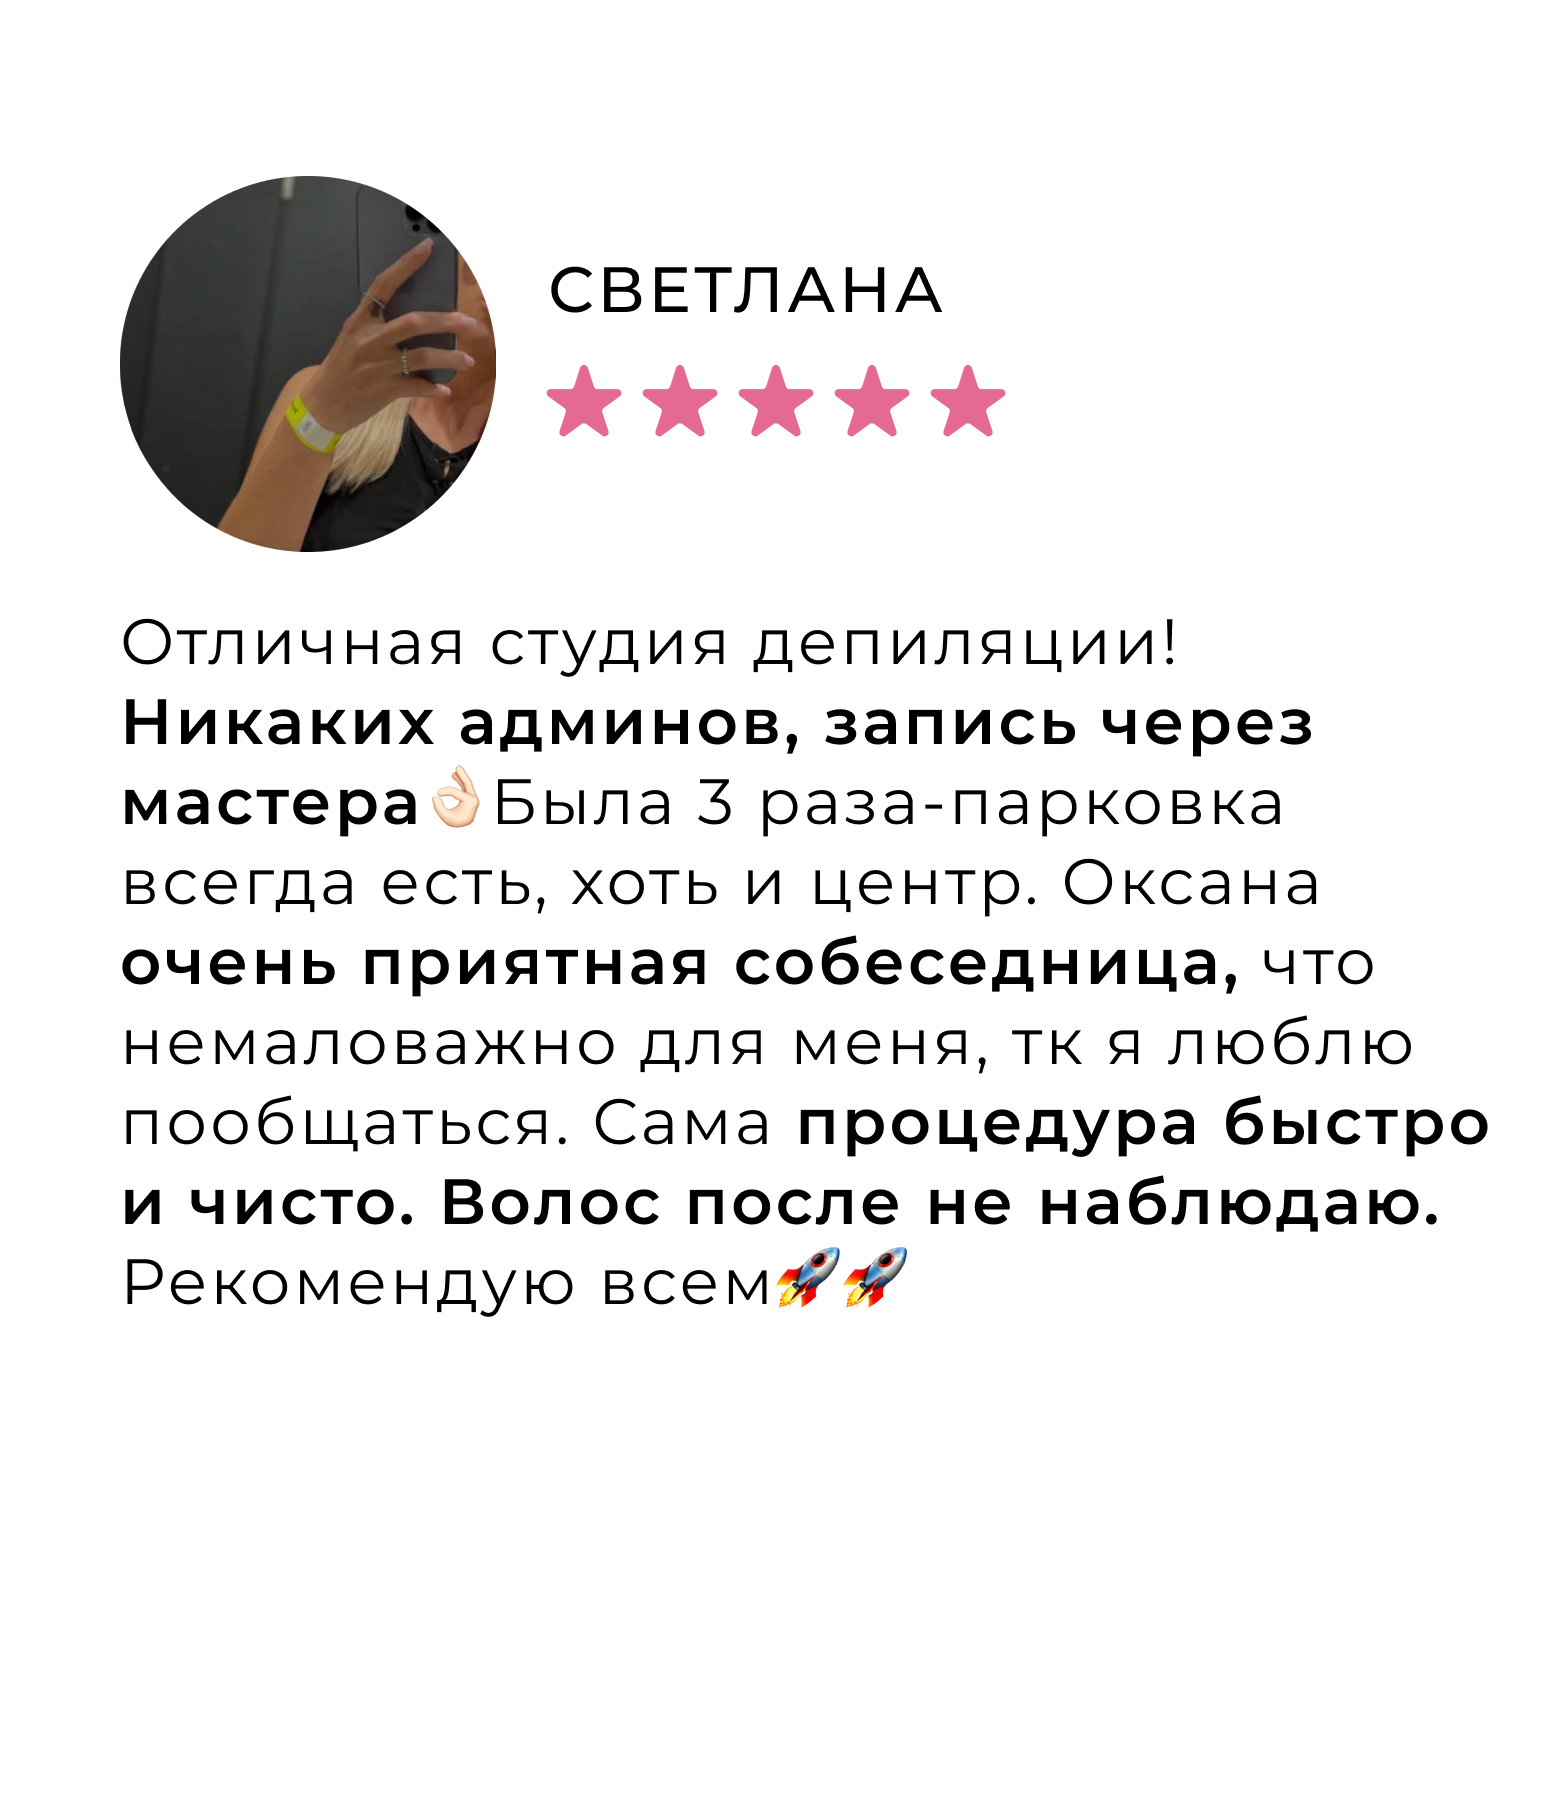 СВЕТЛАНА
Отличная студия депиляции!
Никаких админов, запись через
мастера👌🏻Была 3 раза-парковка
всегда есть, хоть и центр. Оксана
очень приятная собеседница, что
немаловажно для меня, тк я люблю
пообщаться. Сама процедура быстро
и чисто. Волос после не наблюдаю.
Рекомендую всем🚀🚀